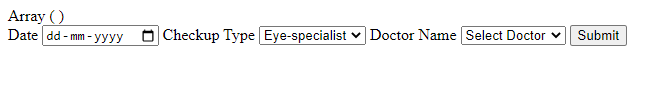 Array ( )
Date dd-mm-yyyy Checkup Type Eye-specialist Doctor Name Select Doctor Submit